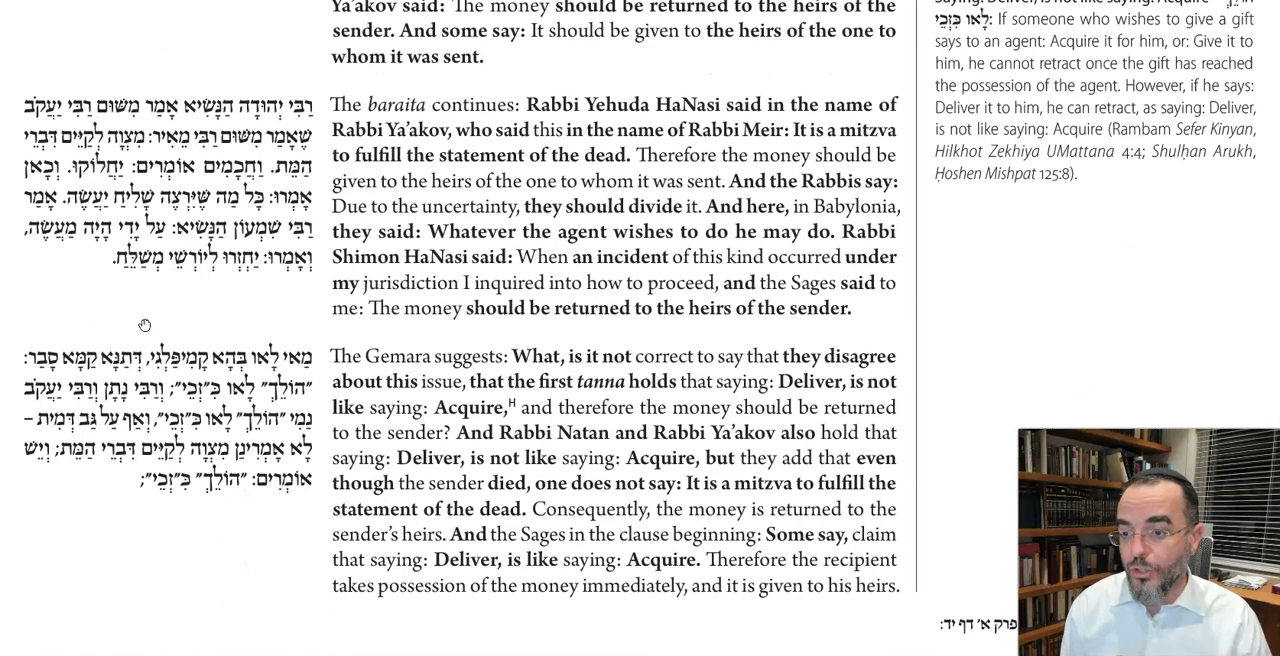 Ya'akov said: The money should be returned to the heirs of the
sender. And some say: It should be given to the heirs of the one to
whom it was sent.
רַבִּי יְהוּדָה הַנָּשִׂיא אָמַר מִשּׁוּם רַבִּי יַעֲקֹב
שֶׁאָמַר מִשּׁוּם רַבִּי מֵאִיר: מִצְוָה לְקַיֵּים דִּבְרֵי
הַמֵּת. וַחֲכָמִים אוֹמְרִים: יַחֲלוֹקוּ. וְכָאן
אָמְרוּ: כׇּל מַה שֶּׁיִּרְצֶה שָׁלִיחַ יַעֲשֶׂה. אָמַר
רַבִּי שִׁמְעוֹן הַנָּשִׂיא: עַל יָדִי הָיָה מַעֲשֶׂה,
וְאָמְרוּ: יַחְזְרוּ לְיוֹרְשֵׁי מְשַׁלֵּחַ.
The baraita continues: Rabbi Yehuda HaNasi said in the name of
Rabbi Ya'akov, who said this in the name of Rabbi Meir: It is a mitzva
to fulfill the statement of the dead. Therefore the money should be
given to the heirs of the one to whom it was sent. And the Rabbis say:
Due to the uncertainty, they should divide it. And here, in Babylonia,
they said: Whatever the agent wishes to do he may do. Rabbi
Shimon HaNasi said: When an incident of this kind occurred under
my jurisdiction I inquired into how to proceed, and the Sages said to
me: The money should be returned to the heirs of the sender.
מַאי לָאו בְּהָא קָמִיפַּלְגִי, דְּתַנָּא קַמָּא סָבַר:
"הוֹלֵךְ" לָאו כִּ"זְכִי"; וְרַבִּי נָתָן וְרַבִּי יַעֲקֹב
נַמִי "הוֹלֵךְ" לָאו כִּ"זְכִי", וְאַף עַל גַּב דְּמִית –
לָא אָמְרִינַן מִצְוָה לְקַיֵּים דִּבְרֵי הַמֵּת; וְיֵשׁ
אוֹמְרִים: "הוֹלֵךְ" כִּ"זְכִי";
The Gemara suggests: What, is it not correct to say that they disagree
about this issue, that the first tanna holds that saying: Deliver, is not
like saying: Acquire,ᴴ and therefore the money should be returned
to the sender? And Rabbi Natan and Rabbi Ya'akov also hold that
saying: Deliver, is not like saying: Acquire, but they add that even
though the sender died, one does not say: It is a mitzva to fulfill the
statement of the dead. Consequently, the money is returned to the
sender's heirs. And the Sages in the clause beginning: Some say, claim
that saying: Deliver, is like saying: Acquire. Therefore the recipient
takes possession of the money immediately, and it is given to his heirs.
לָאו כִּזְכִי: If someone who wishes to give a gift
says to an agent: Acquire it for him, or: Give it to
him, he cannot retract once the gift has reached
the possession of the agent. However, if he says:
Deliver it to him, he can retract, as saying: Deliver,
is not like saying: Acquire (Rambam Sefer Kinyan,
Hilkhot Zekhiya UMattana 4:4; Shulḥan Arukh,
Ḥoshen Mishpat 125:8).
פרק א׳ דף יד: